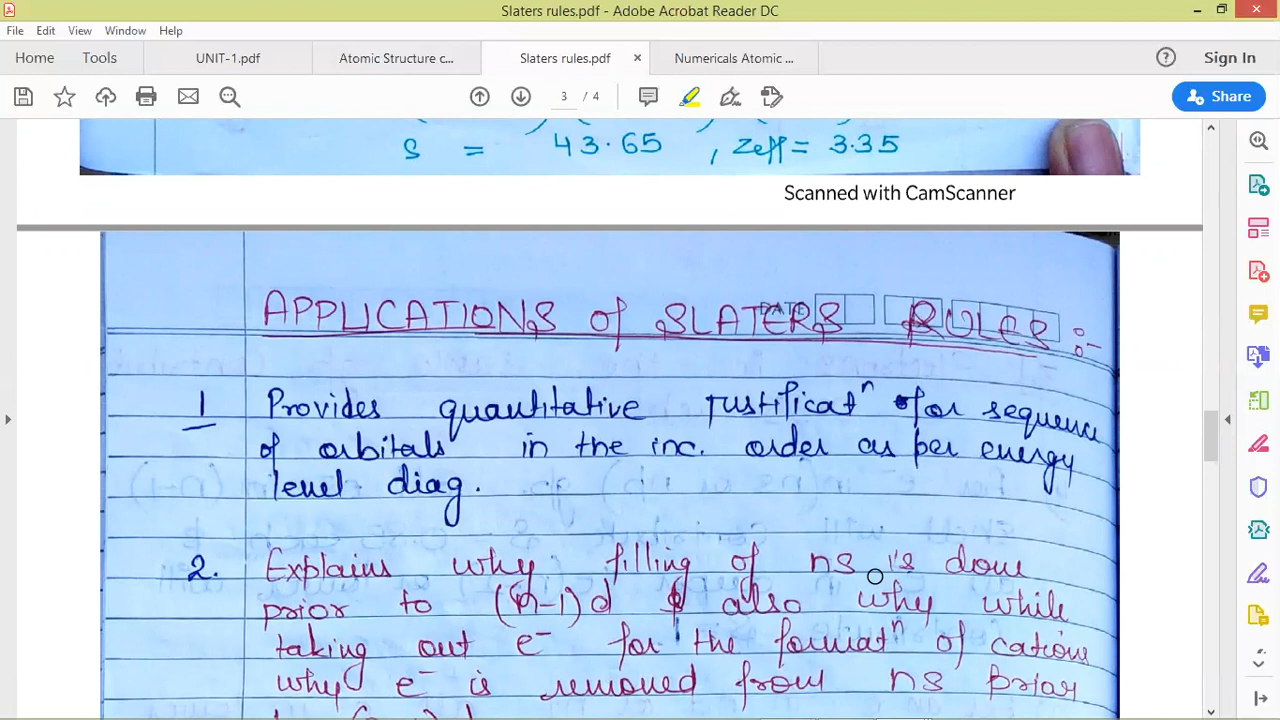 Slaters rules.pdf - Adobe Acrobat Reader DC
File Edit View Window Help
Home Tools UNIT-1.pdf Atomic Structure c... Slaters rules.pdf × Numericals Atomic ...
Sign In
3 / 4
Share
S = 43.65 , Zeff = 3.35
Scanned with CamScanner
DATE
APPLICATIONS of SLATERS RULES :-
1 Provides quantitative justificatⁿ for sequence
of orbitals in the inc. order as per energy
level diag.
2. Explains why filling of ns is done
prior to (n-1)d & also why while
taking out e⁻ for the formatⁿ of cations
why e⁻ is removed from ns prior